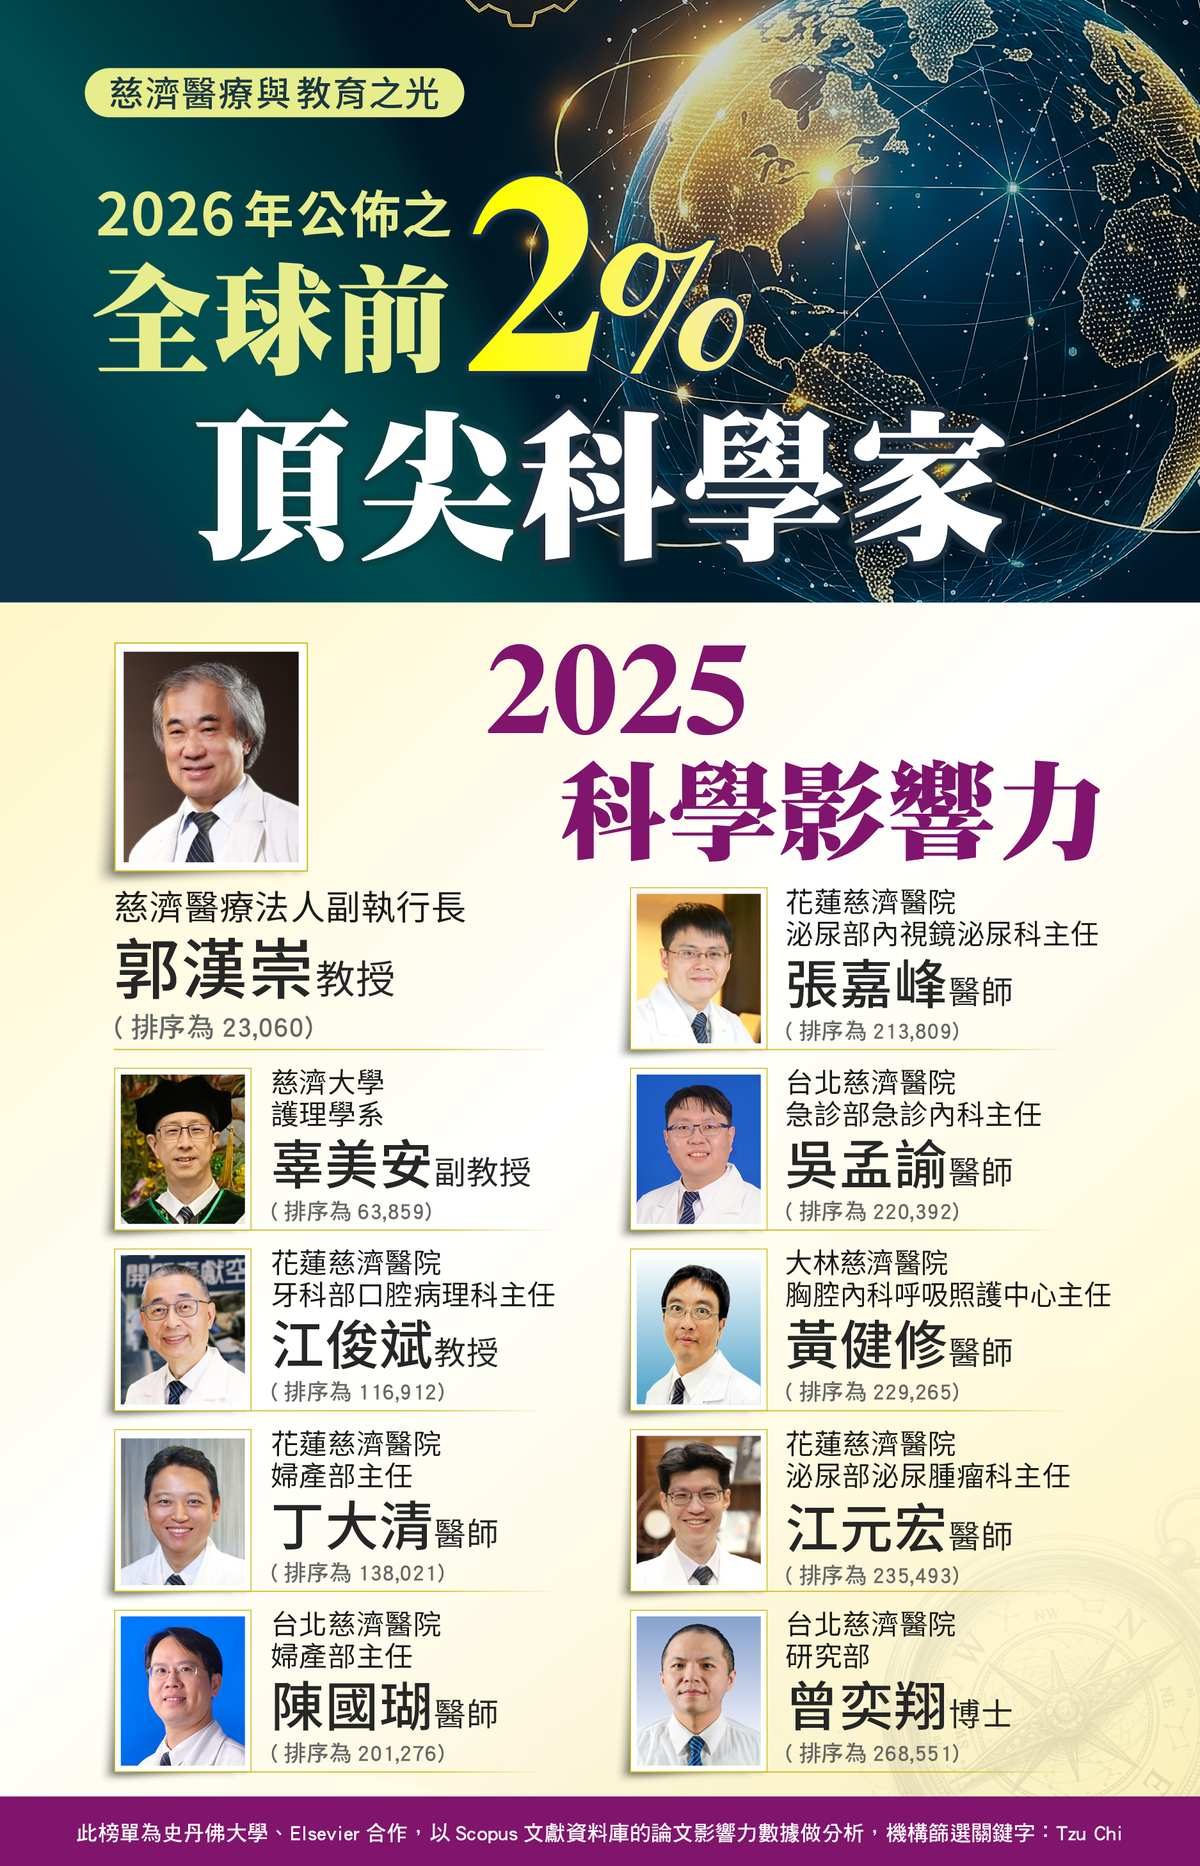 慈濟醫療與教育之光
2026年公佈之
全球前2%
頂尖科學家
2025
科學影響力
慈濟醫療法人副執行長
郭漢崇教授
(排序為 23,060)
慈濟大學
護理學系
辜美安副教授
(排序為 63,859)
開
獻空
花蓮慈濟醫院
牙科部口腔病理科主任
江俊斌教授
(排序為 116,912)
花蓮慈濟醫院
婦產部主任
丁大清醫師
(排序為 138,021)
台北慈濟醫院
婦產部主任
陳國瑚醫師
(排序為 201,276)
花蓮慈濟醫院
泌尿部內視鏡泌尿科主任
張嘉峰醫師
(排序為 213,809)
台北慈濟醫院
急診部急診內科主任
吳孟諭醫師
(排序為 220,392)
大林慈濟醫院
胸腔內科呼吸照護中心主任
黃健修醫師
(排序為 229,265)
花蓮慈濟醫院
泌尿部泌尿腫瘤科主任
江元宏醫師
(排序為 235,493)
台北慈濟醫院
研究部
曾奕翔博士
(排序為 268,551)
W
NW
N
NE
E
此榜單為史丹佛大學、Elsevier 合作，以 Scopus 文獻資料庫的論文影響力數據做分析，機構篩選關鍵字：Tzu Chi